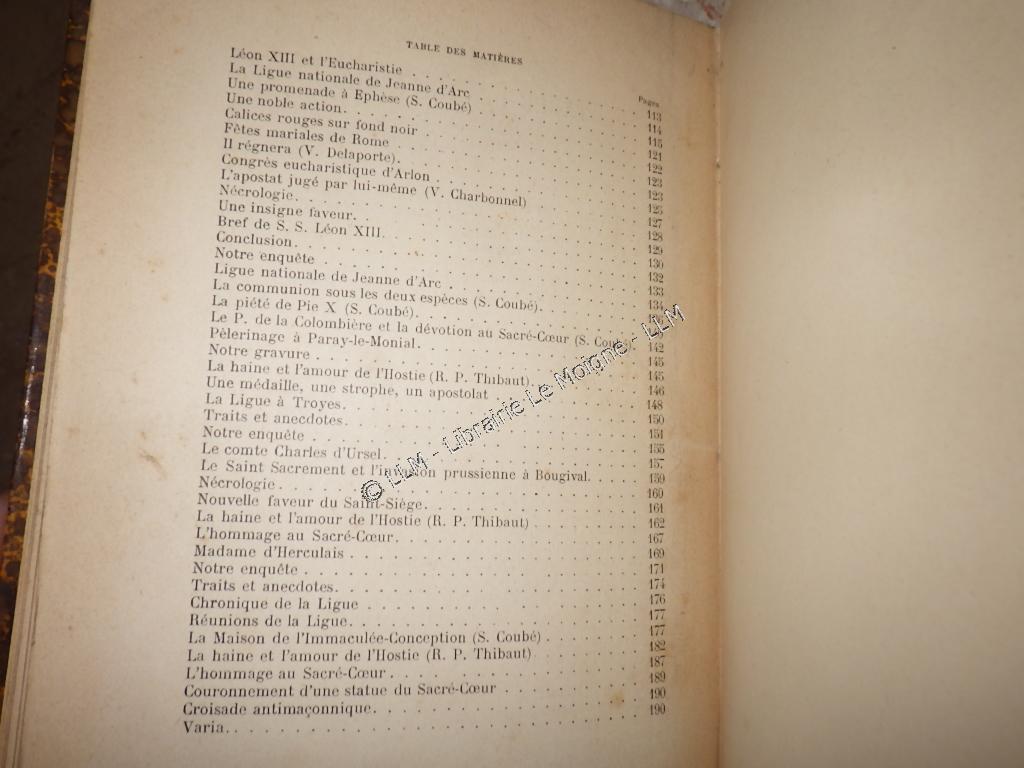 TABLE DES MATIÈRES
Pages
Léon XIII et l'Eucharistie . . . . . . 113
La Ligue nationale de Jeanne d'Arc . . . . . . 114
Une promenade à Ephèse (S. Coubé) . . . . . . 115
Une noble action. . . . . . . 121
Calices rouges sur fond noir . . . . . . 122
Fêtes mariales de Rome . . . . . . 123
Il régnera (V. Delaporte). . . . . . . 123
Congrès eucharistique d'Arlon . . . . . . 125
L'apostat jugé par lui-même (V. Charbonnel) . . . . . . 127
Nécrologie. . . . . . . 128
Une insigne faveur. . . . . . . 129
Bref de S. S. Léon XIII. . . . . . . 130
Conclusion. . . . . . . 132
Notre enquête . . . . . . 133
Ligue nationale de Jeanne d'Arc . . . . . . 134
La communion sous les deux espèces (S. Coubé). . . . . . .
La piété de Pie X (S. Coubé). . . . . . .
Le P. de la Colombière et la dévotion au Sacré-Cœur (S. Coubé). 142
Pèlerinage à Paray-le-Monial. . . . . . . 145
Notre gravure . . . . . . 145
La haine et l'amour de l'Hostie (R. P. Thibaut). . . . . . . 146
Une médaille, une strophe, un apostolat . . . . . . 148
La Ligue à Troyes. . . . . . . 150
Traits et anecdotes. . . . . . . 151
Notre enquête . . . . . . 155
Le comte Charles d'Ursel. . . . . . . 157
Le Saint Sacrement et l'invasion prussienne à Bougival. . . . . 159
Nécrologie. . . . . . . 160
Nouvelle faveur du Saint-Siège. . . . . . . 161
La haine et l'amour de l'Hostie (R. P. Thibaut) . . . . . . 162
L'hommage au Sacré-Cœur. . . . . . . 167
Madame d'Herculais . . . . . . 169
Notre enquête . . . . . . 171
Traits et anecdotes. . . . . . . 174
Chronique de la Ligue . . . . . . 176
Réunions de la Ligue. . . . . . . 177
La Maison de l'Immaculée-Conception (S. Coubé) . . . . . . 177
La haine et l'amour de l'Hostie (R. P. Thibaut) . . . . . . 182
L'hommage au Sacré-Cœur . . . . . . 187
Couronnement d'une statue du Sacré-Cœur . . . . . . 189
Croisade antimaçonnique. . . . . . . 190
Varia. . . . . . . 190
© LLM - Librairie Le Moigne - LLM